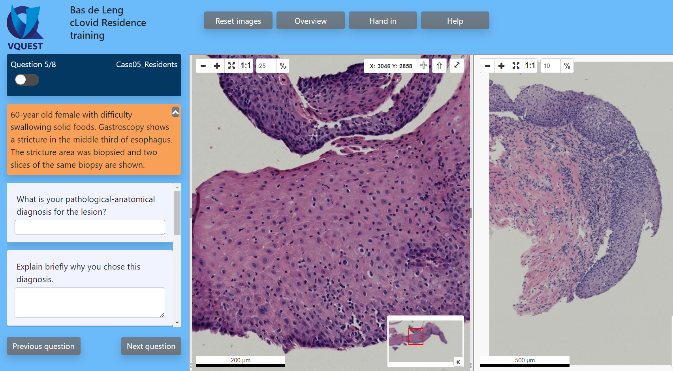 VQUEST
Bas de Leng
cLovid Residence
training
Reset images
Overview
Hand in
Help
Question 5/8
Case05_Residents
60-year old female with difficulty
swallowing solid foods. Gastroscopy shows
a stricture in the middle third of esophagus.
The stricture area was biopsied and two
slices of the same biopsy are shown.
What is your pathological-anatomical
diagnosis for the lesion?
Explain briefly why you chose this
diagnosis.
Previous question
Next question
1:1
25
%
X: 3046 Y: 2858
200 µm
1:1
10
%
500 µm